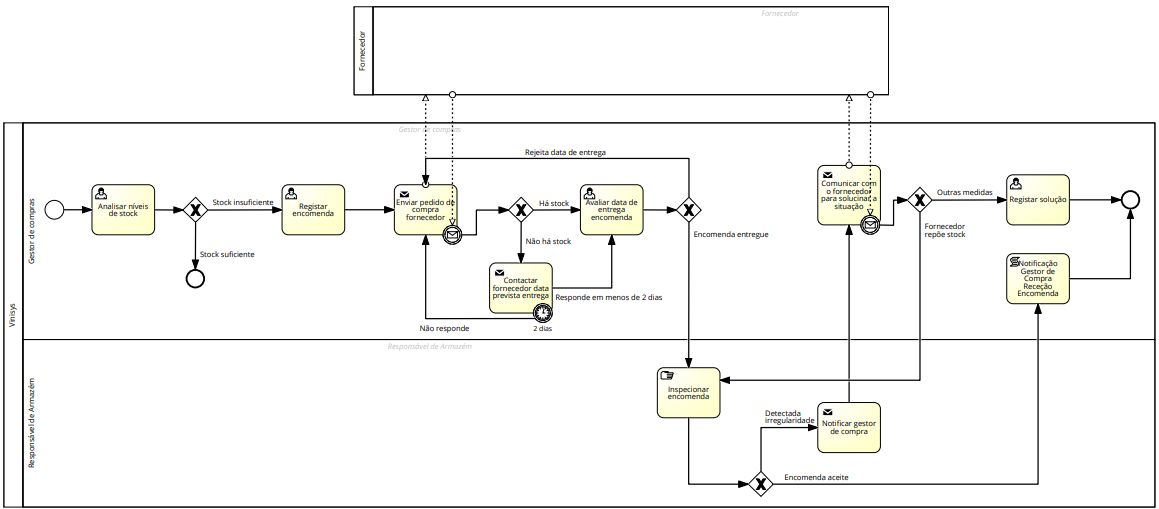 Fornecedor
Fornecedor
Vinisys
Gestor de compras
Gestor de compras
Analisar níveis
de stock
Stock insuficiente
Stock suficiente
Registar
encomenda
Enviar pedido de
compra
fornecedor
Rejeita data de entrega
Há stock
Não há stock
Contactar
fornecedor data
prevista entrega
2 dias
Não responde
Responde em menos de 2 dias
Avaliar data de
entrega
encomenda
Encomenda entregue
Comunicar com
o fornecedor
para solucinar a
situação
Outras medidas
Fornecedor
repõe stock
Registar solução
Notificação
Gestor de
Compra
Receção
Encomenda
Responsável de Armazém
Responsável de Armazém
Inspecionar
encomenda
Detectada
irregularidade
Notificar gestor
de compra
Encomenda aceite